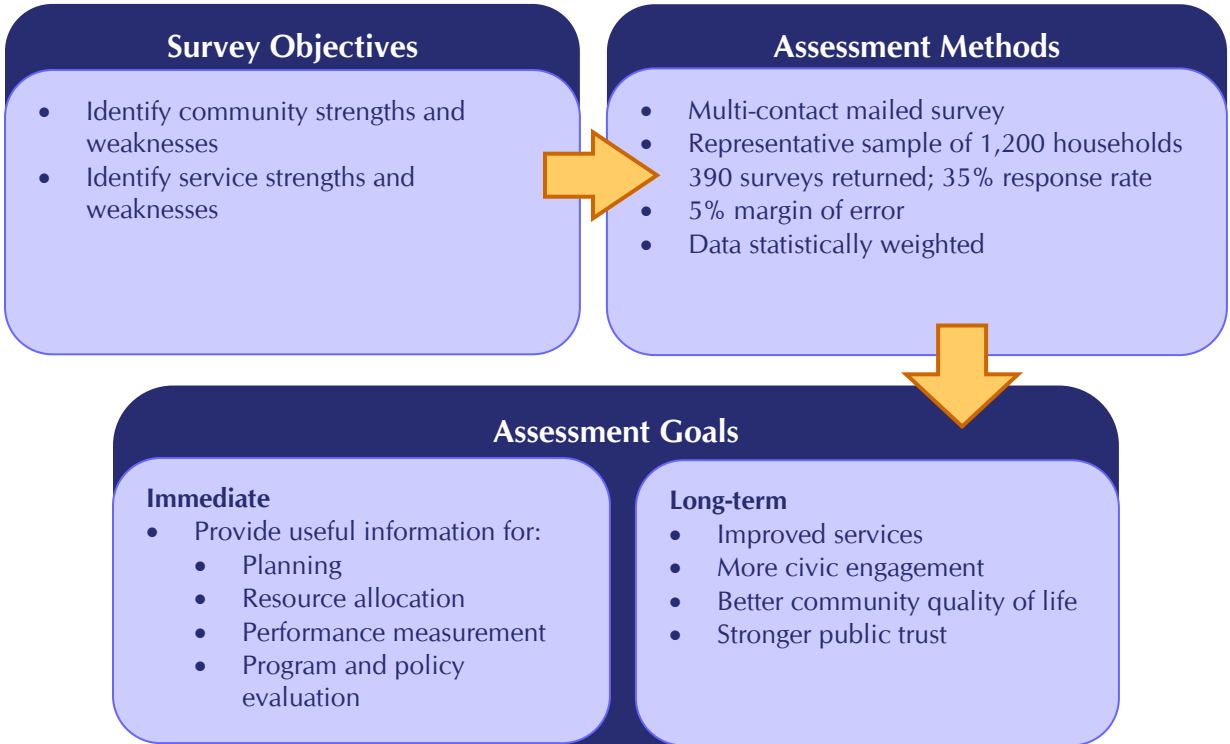 Survey Objectives
• Identify community strengths and
weaknesses
• Identify service strengths and
weaknesses
Assessment Methods
• Multi-contact mailed survey
• Representative sample of 1,200 households
• 390 surveys returned; 35% response rate
• 5% margin of error
• Data statistically weighted
Assessment Goals
Immediate
• Provide useful information for:
• Planning
• Resource allocation
• Performance measurement
• Program and policy
evaluation
Long-term
• Improved services
• More civic engagement
• Better community quality of life
• Stronger public trust